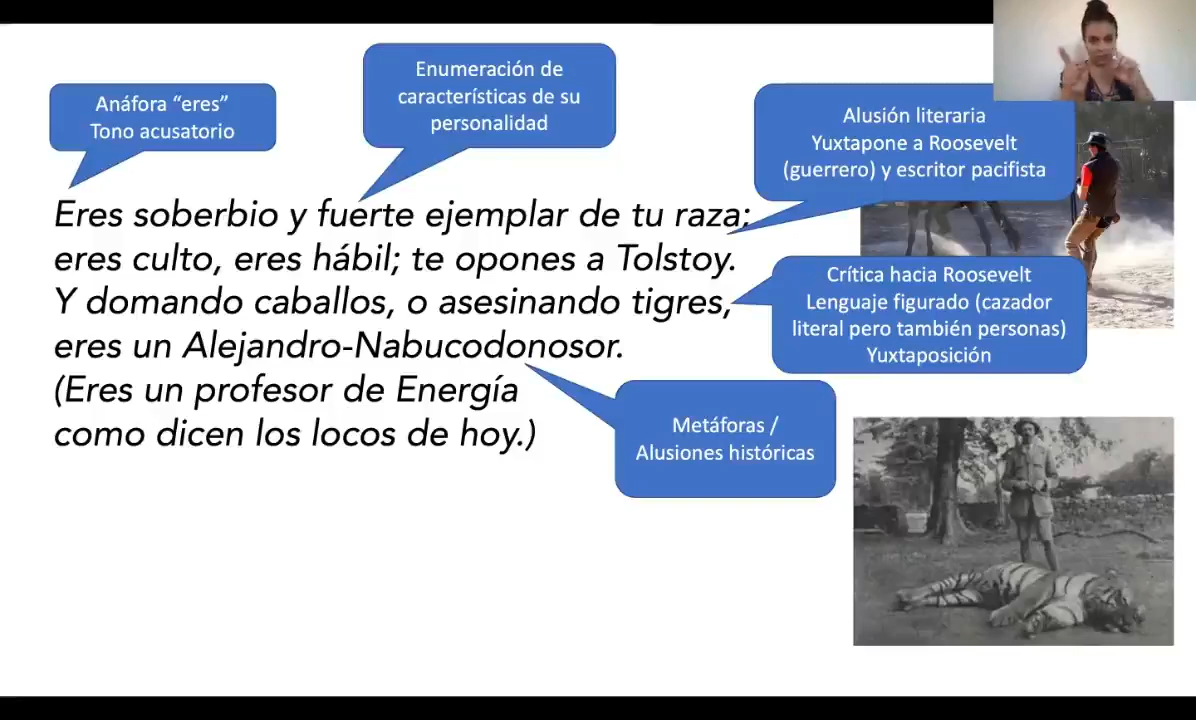 Anáfora “eres”
Tono acusatorio
Enumeración de
características de su
personalidad
Alusión literaria
Yuxtapone a Roosevelt
(guerrero) y escritor pacifista
Eres soberbio y fuerte ejemplar de tu raza;
eres culto, eres hábil; te opones a Tolstoy.
Y domando caballos, o asesinando tigres,
eres un Alejandro-Nabucodonosor.
(Eres un profesor de Energía
como dicen los locos de hoy.)
Crítica hacia Roosevelt
Lenguaje figurado (cazador
literal pero también personas)
Yuxtaposición
Metáforas /
Alusiones históricas